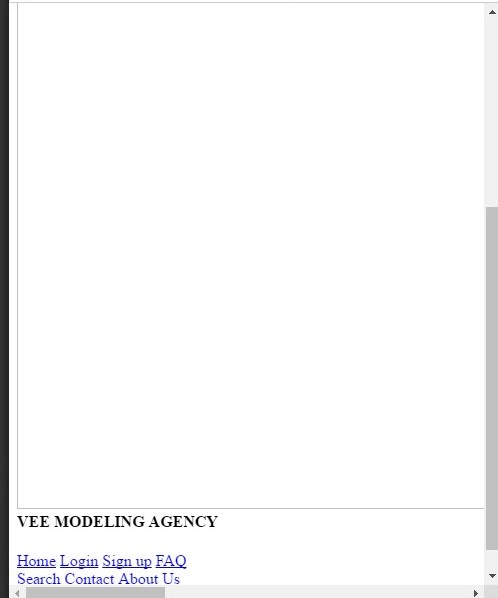 VEE MODELING AGENCY
Home Login Sign up FAQ
Search Contact About Us